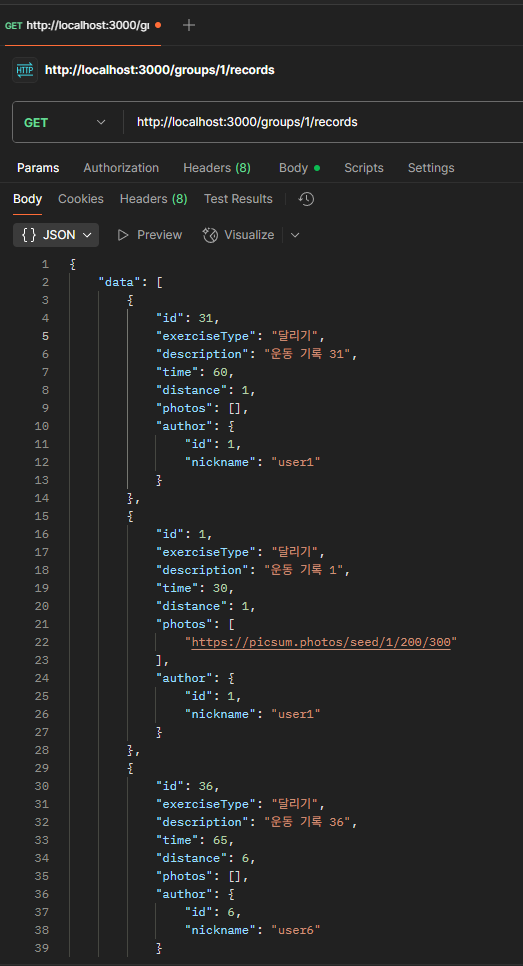 GET http://localhost:3000/gr
HTTP http://localhost:3000/groups/1/records
GET http://localhost:3000/groups/1/records
Params Authorization Headers (8) Body Scripts Settings
Body Cookies Headers (8) Test Results
{} JSON Preview Visualize
1 {
2 "data": [
3 {
4 "id": 31,
5 "exerciseType": "달리기",
6 "description": "운동 기록 31",
7 "time": 60,
8 "distance": 1,
9 "photos": [],
10 "author": {
11 "id": 1,
12 "nickname": "user1"
13 }
14 },
15 {
16 "id": 1,
17 "exerciseType": "달리기",
18 "description": "운동 기록 1",
19 "time": 30,
20 "distance": 1,
21 "photos": [
22 "https://picsum.photos/seed/1/200/300"
23 ],
24 "author": {
25 "id": 1,
26 "nickname": "user1"
27 }
28 },
29 {
30 "id": 36,
31 "exerciseType": "달리기",
32 "description": "운동 기록 36",
33 "time": 65,
34 "distance": 6,
35 "photos": [],
36 "author": {
37 "id": 6,
38 "nickname": "user6"
39 }